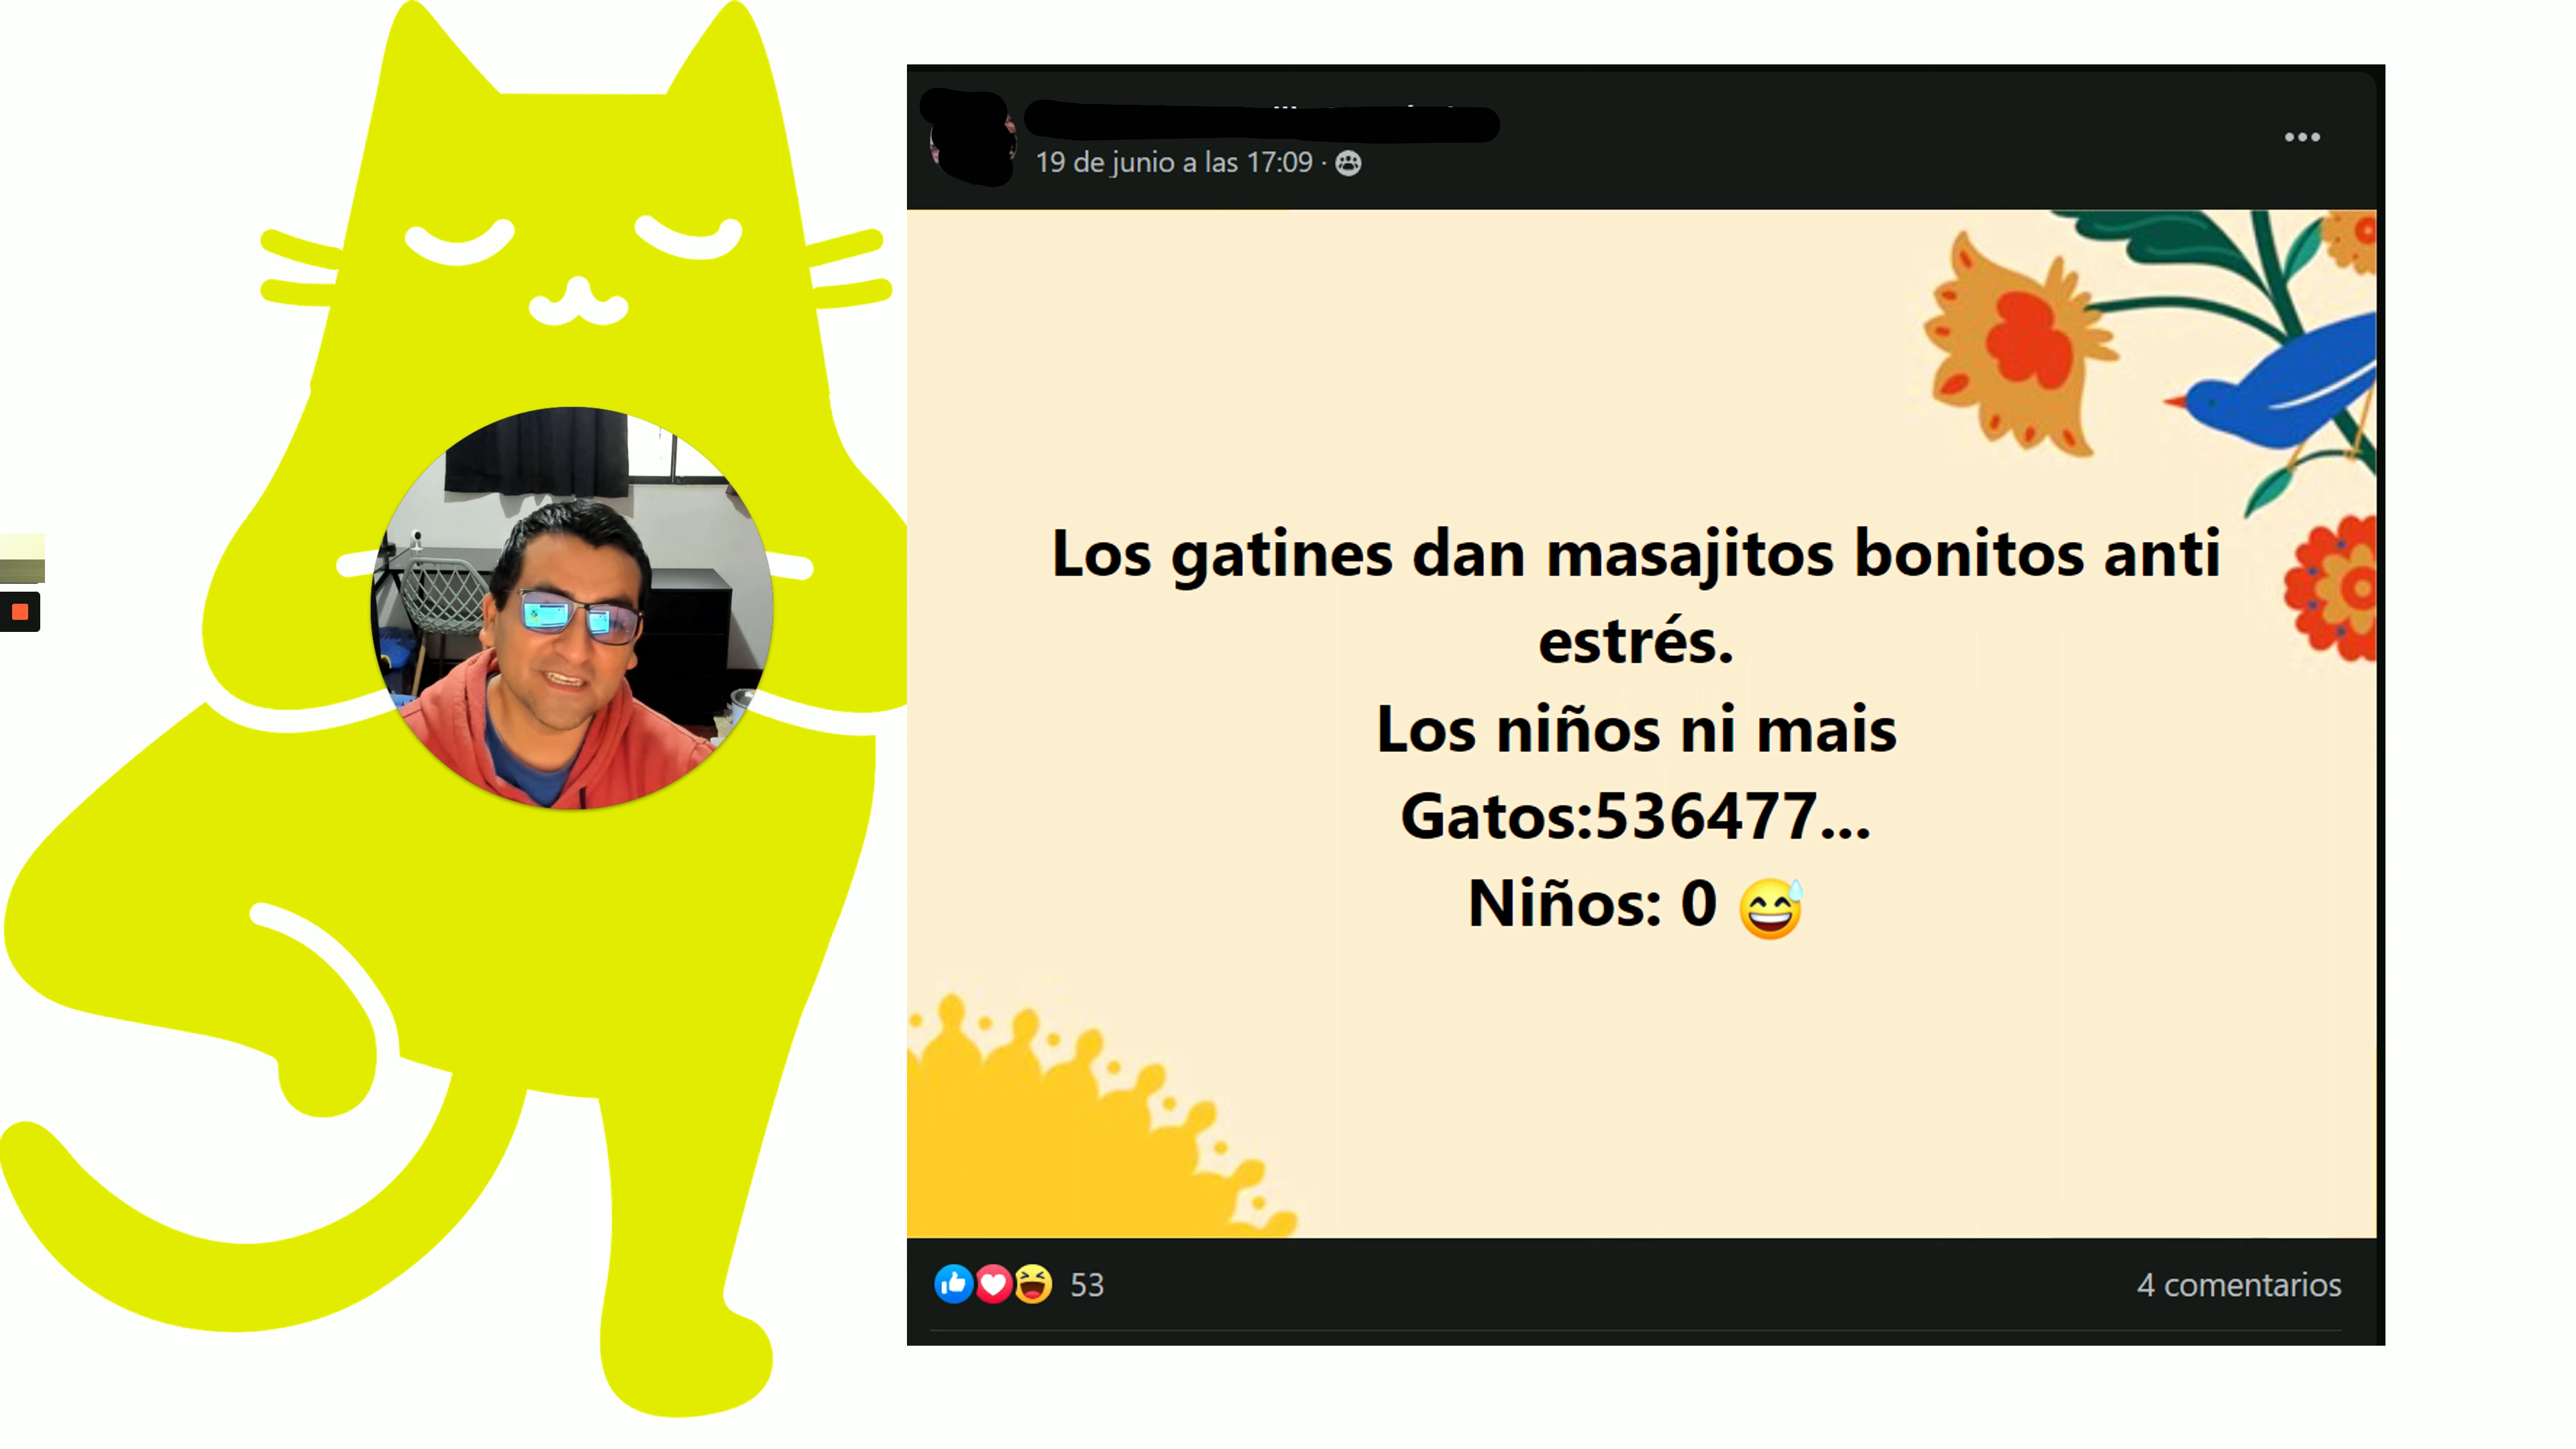 19 de junio a las 17:09 ·
Los gatines dan masajitos bonitos anti
estrés.
Los niños ni mais
Gatos:536477...
Niños: 0 😅
53
4 comentarios